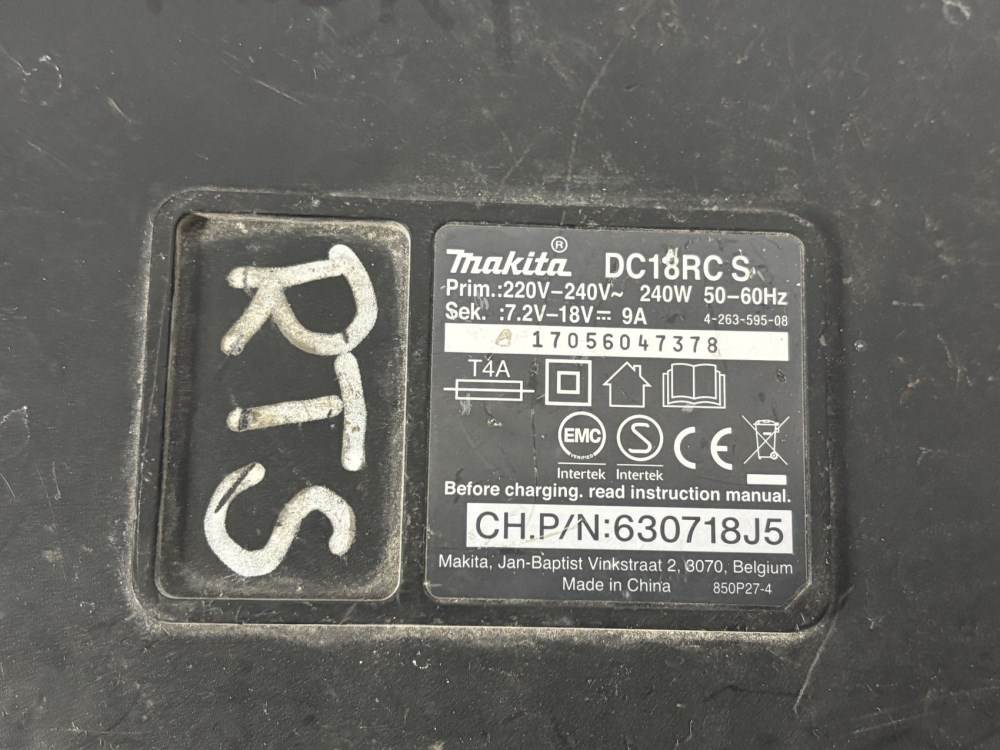 RTS
makita® DC18RC S
Prim.:220V–240V~ 240W 50–60Hz
Sek. :7.2V–18V⎓ 9A 4-263-595-08
17056047378
T4A
EMC
VERIFIED
S
Intertek Intertek
CE
Before charging. read instruction manual.
CH.P/N:630718J5
Makita, Jan-Baptist Vinkstraat 2, 3070, Belgium
Made in China 850P27-4